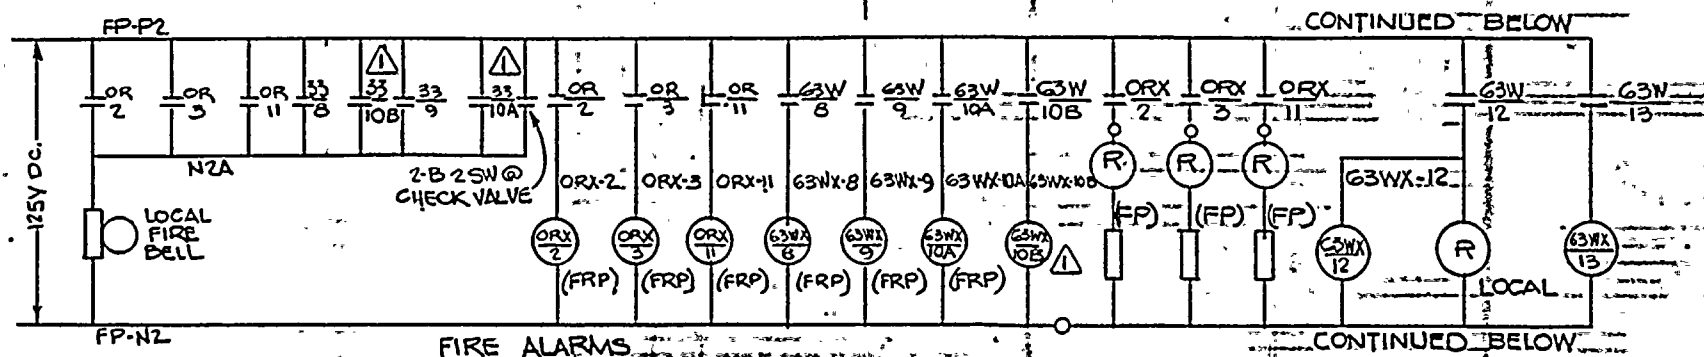 CONTINUED BELOW
FP-P2
OR 2
OR 3
OR 11
33 8
1
33 10B
33 9
1
33 10A
OR 2
OR 3
OR 11
63W 8
63W 9
63W 10A
63W 10B
ORX 2
ORX 3
ORX 11
63W 12
63W 13
125V DC.
N2A
2-B 2SW @
CHECK VALVE
ORX-2
ORX-3
ORX-11
63WX-8
63WX-9
63WX-10A
63WX-10B
R
R
R
63WX-12
LOCAL
FIRE
BELL
(FP)
(FP)
(FP)
ORX 2
ORX 3
ORX 11
63WX 8
63WX 9
63WX 10A
63WX 10B
1
63WX 12
R
63WX 13
(FRP)
(FRP)
(FRP)
(FRP)
(FRP)
(FRP)
LOCAL
FP-N2
FIRE ALARMS
CONTINUED BELOW